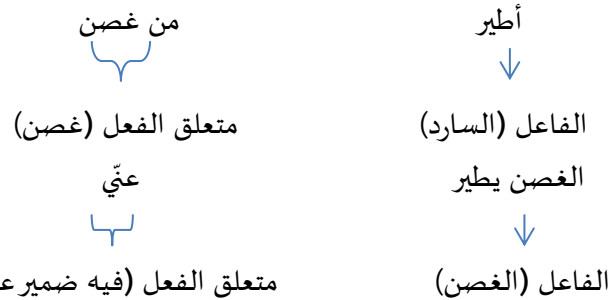 أطير من غصن
الفاعل (السارد) متعلق الفعل (غصن)
الغصن يطير عنّي
الفاعل (الغصن) متعلق الفعل (فيه ضمير